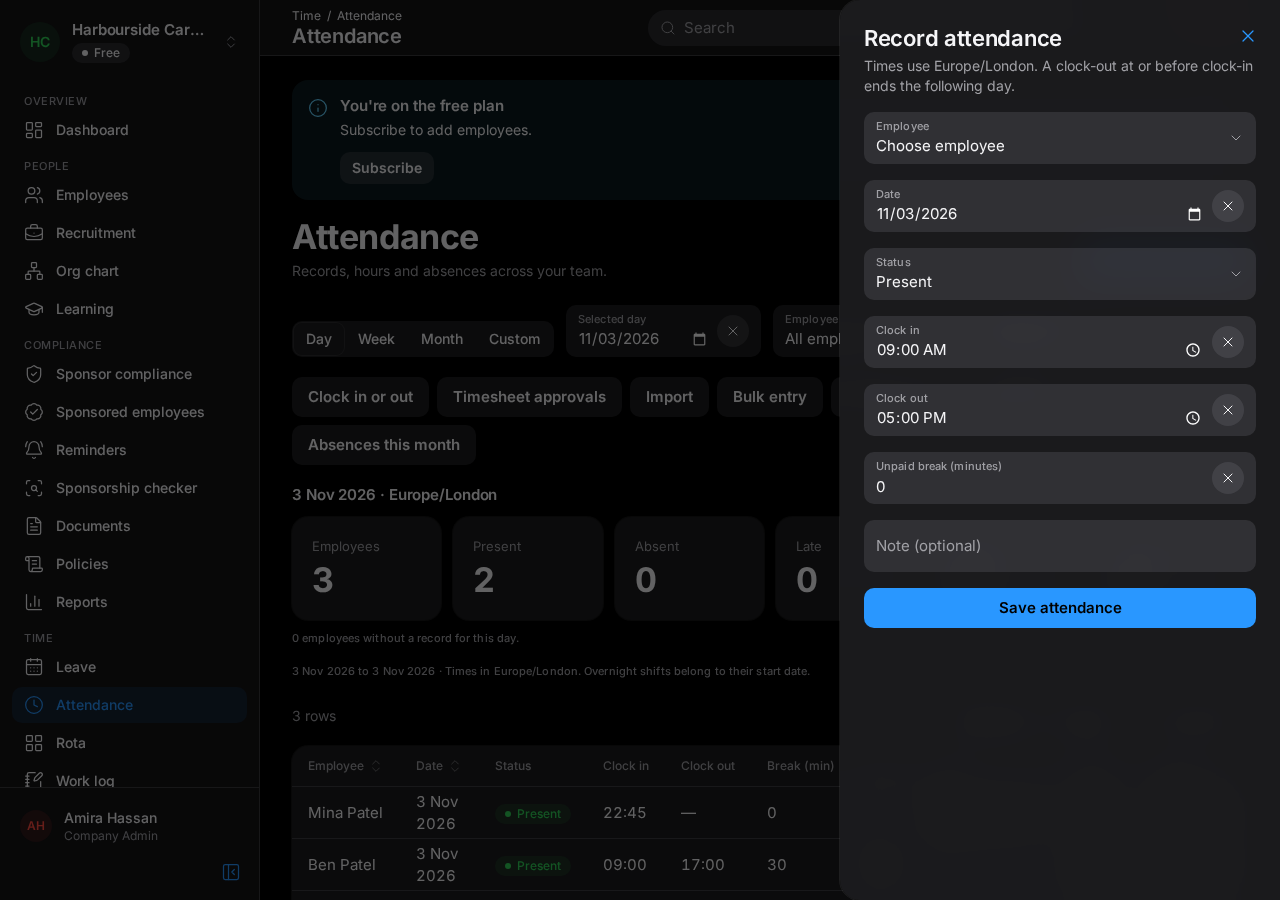 HC
Harbourside Car...
Free
OVERVIEW
Dashboard
PEOPLE
Employees
Recruitment
Org chart
Learning
COMPLIANCE
Sponsor compliance
Sponsored employees
Reminders
Sponsorship checker
Documents
Policies
Reports
TIME
Leave
Attendance
Rota
Work log
AH
Amira Hassan
Company Admin
Time / Attendance
Attendance
Search
You're on the free plan
Subscribe to add employees.
Subscribe
Attendance
Records, hours and absences across your team.
Day Week Month Custom
Selected day
11/03/2026
Employee
All empl
Clock in or out Timesheet approvals Import Bulk entry
Absences this month
3 Nov 2026 · Europe/London
Employees Present Absent Late
3 2 0 0
0 employees without a record for this day.
3 Nov 2026 to 3 Nov 2026 · Times in Europe/London. Overnight shifts belong to their start date.
3 rows
Employee Date Status Clock in Clock out Break (min)
Mina Patel 3 Nov 2026 Present 22:45 — 0
Ben Patel 3 Nov 2026 Present 09:00 17:00 30
Record attendance
Times use Europe/London. A clock-out at or before clock-in
ends the following day.
Employee
Choose employee
Date
11/03/2026
Status
Present
Clock in
09:00 AM
Clock out
05:00 PM
Unpaid break (minutes)
0
Note (optional)
Save attendance